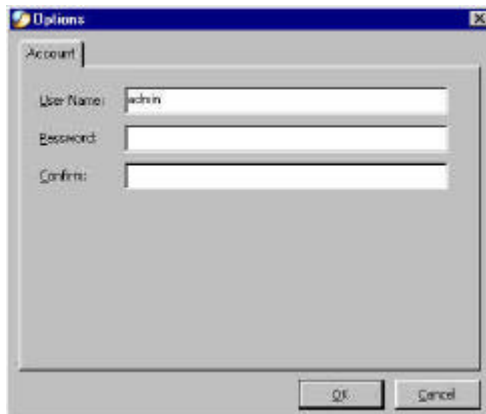 Options
Account
User Name: admin
Password:
Confirm:
OK
Cancel